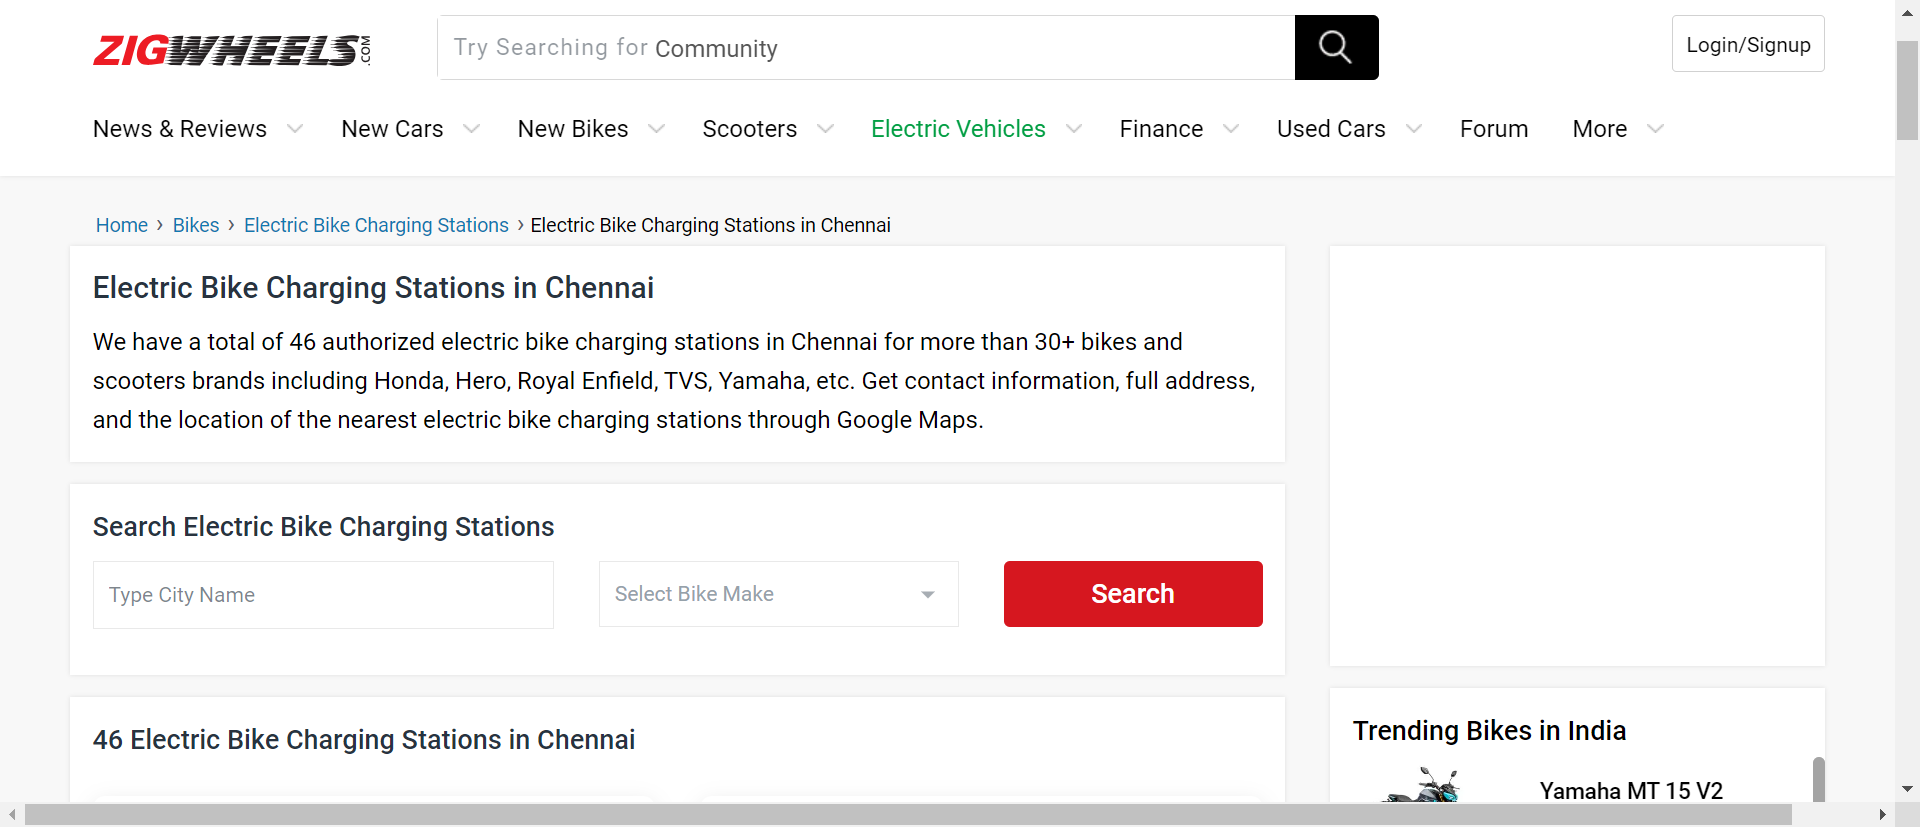 ZIGWHEELS.COM
Try Searching for Community
Login/Signup
News & Reviews New Cars New Bikes Scooters Electric Vehicles Finance Used Cars Forum More
Home › Bikes › Electric Bike Charging Stations › Electric Bike Charging Stations in Chennai
Electric Bike Charging Stations in Chennai
We have a total of 46 authorized electric bike charging stations in Chennai for more than 30+ bikes and
scooters brands including Honda, Hero, Royal Enfield, TVS, Yamaha, etc. Get contact information, full address,
and the location of the nearest electric bike charging stations through Google Maps.
Search Electric Bike Charging Stations
Type City Name
Select Bike Make
Search
46 Electric Bike Charging Stations in Chennai
Trending Bikes in India
Yamaha MT 15 V2